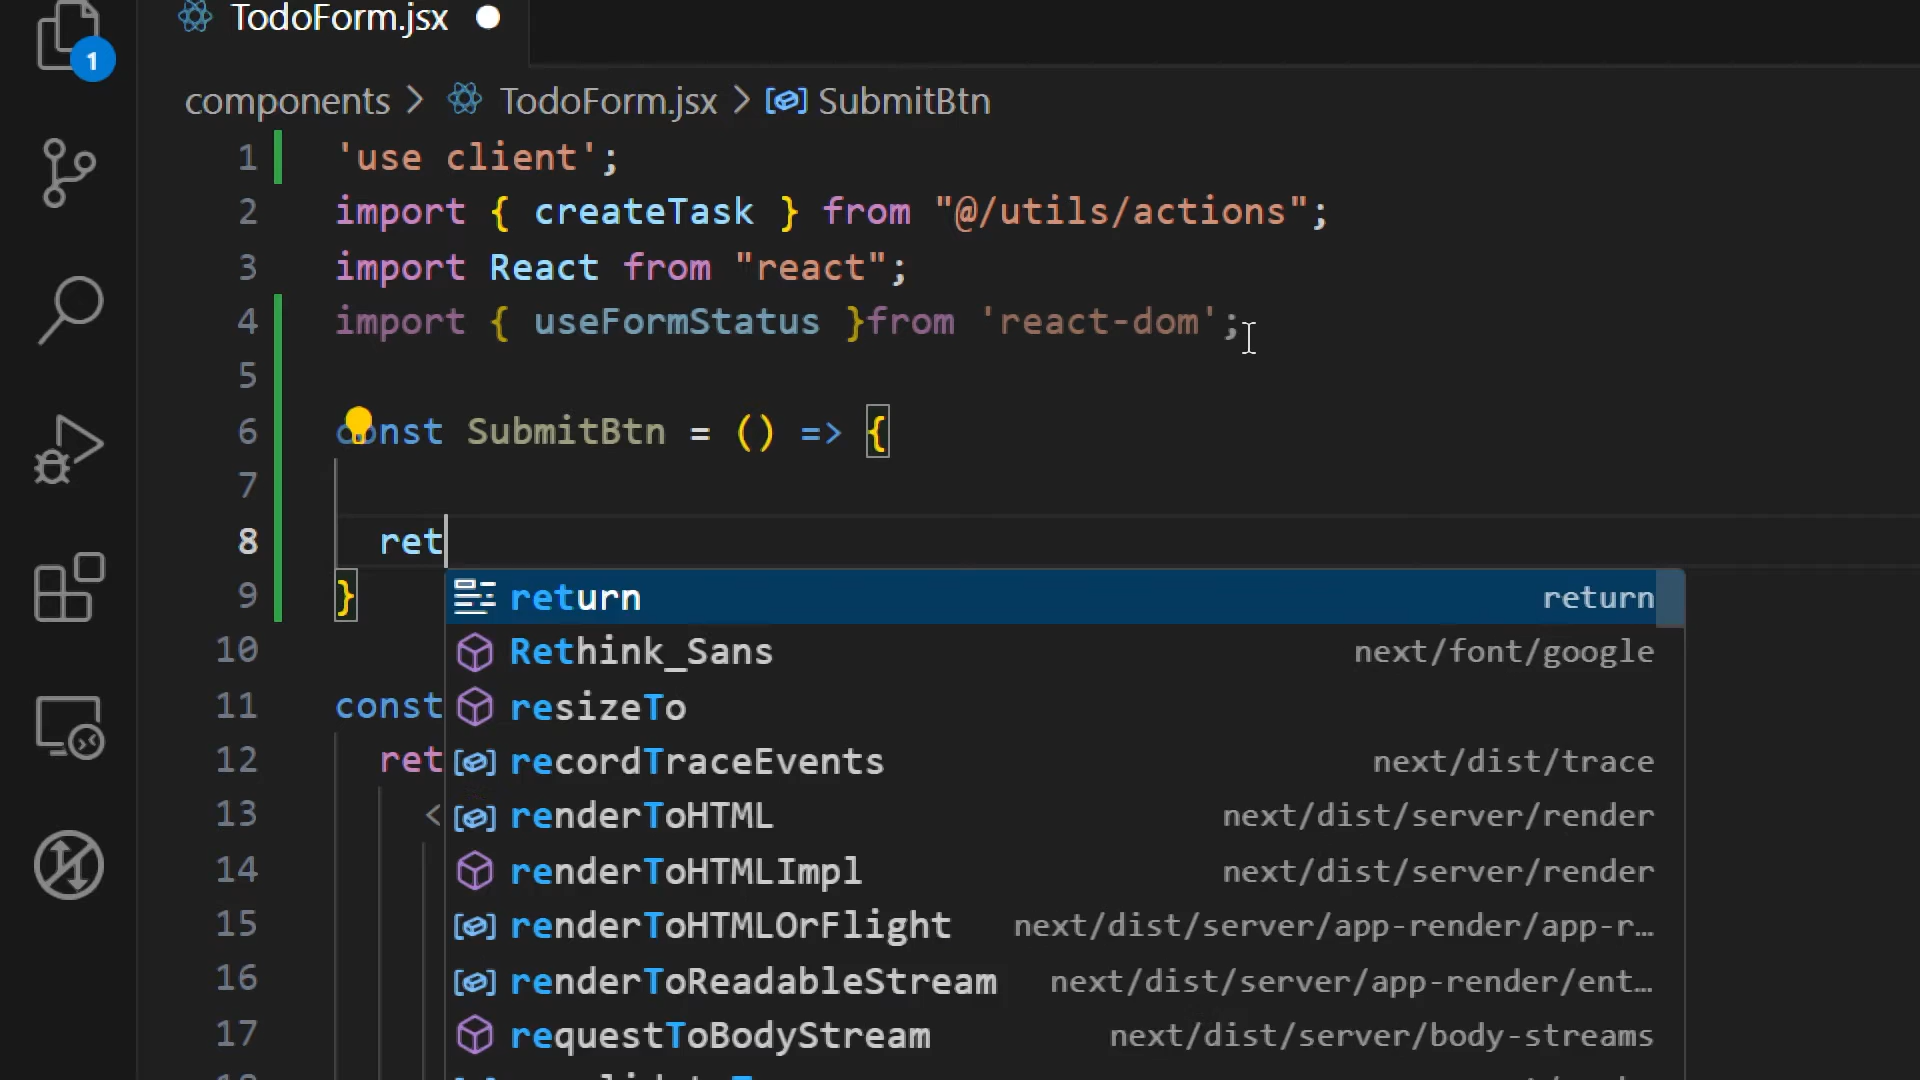 TodoForm.jsx
1
components > TodoForm.jsx > SubmitBtn
1 'use client';
2 import { createTask } from "@/utils/actions";
3 import React from "react";
4 import { useFormStatus }from 'react-dom';
5
6 const SubmitBtn = () => {
7
8 ret
9 }
return return
Rethink_Sans next/font/google
10
resizeTo
11 const
recordTraceEvents next/dist/trace
12 ret
renderToHTML next/dist/server/render
13 <
renderToHTMLImpl next/dist/server/render
14
renderToHTMLOrFlight next/dist/server/app-render/app-r…
15
renderToReadableStream next/dist/server/app-render/ent…
16
requestToBodyStream next/dist/server/body-streams
17